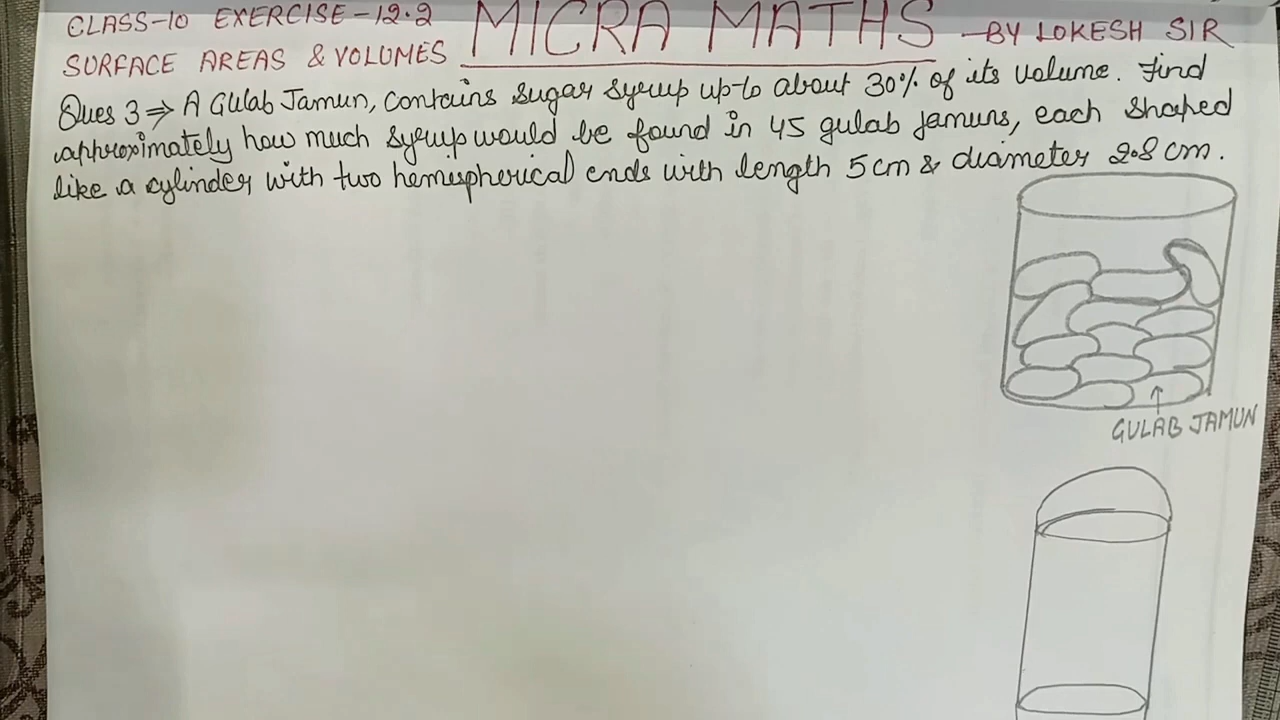 CLASS-10 EXERCISE-12.2 MICRA MATHS -BY LOKESH SIR
SURFACE AREAS & VOLUMES
Ques 3 ⇒ A Gulab Jamun, contains sugar syrup up-to about 30% of its volume. Find
approximately how much syrup would be found in 45 gulab jamuns, each shaped
like a cylinder with two hemispherical ends with length 5 cm & diameter 2.8 cm.
GULAB JAMUN